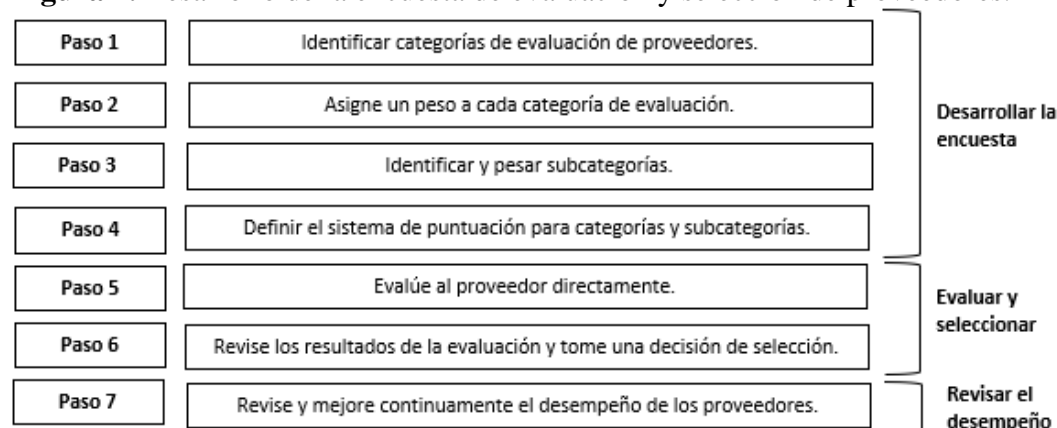 Paso 1 Identificar categorías de evaluación de proveedores.
Paso 2 Asigne un peso a cada categoría de evaluación.
Desarrollar la
encuesta
Paso 3 Identificar y pesar subcategorías.
Paso 4 Definir el sistema de puntuación para categorías y subcategorías.
Paso 5 Evalúe al proveedor directamente.
Evaluar y
seleccionar
Paso 6 Revise los resultados de la evaluación y tome una decisión de selección.
Paso 7 Revise y mejore continuamente el desempeño de los proveedores.
Revisar el
desempeño